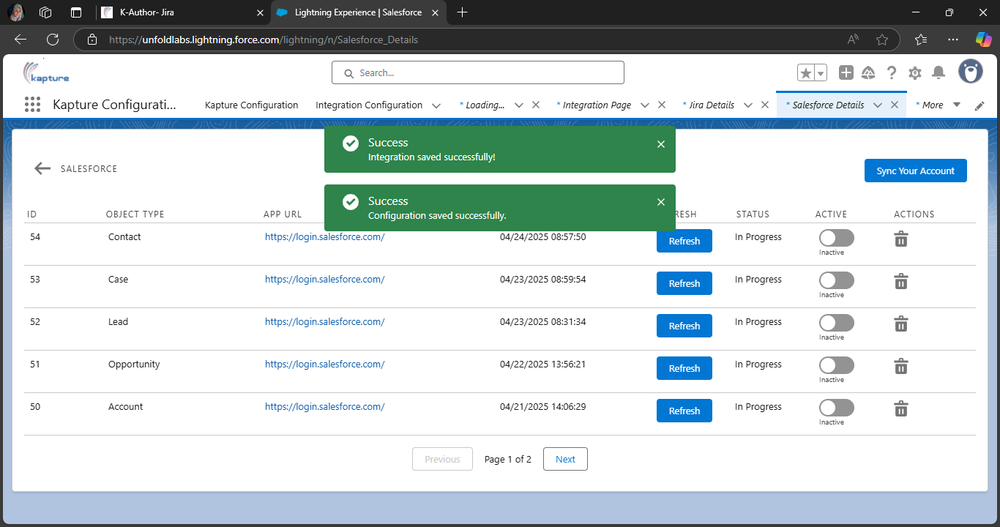 K-Author- Jira
Lightning Experience | Salesforce
https://unfoldlabs.lightning.force.com/lightning/n/Salesforce_Details
kapture
Search...
Kapture Configurati...
Kapture Configuration
Integration Configuration
* Loading...
* Integration Page
* Jira Details
* Salesforce Details
* More
Success
Integration saved successfully!
SALESFORCE
Sync Your Account
Success
Configuration saved successfully.
ID OBJECT TYPE APP URL RESH STATUS ACTIVE ACTIONS
54 Contact https://login.salesforce.com/ 04/24/2025 08:57:50 Refresh In Progress
Inactive
53 Case https://login.salesforce.com/ 04/23/2025 08:59:54 Refresh In Progress
Inactive
52 Lead https://login.salesforce.com/ 04/23/2025 08:31:34 Refresh In Progress
Inactive
51 Opportunity https://login.salesforce.com/ 04/22/2025 13:56:21 Refresh In Progress
Inactive
50 Account https://login.salesforce.com/ 04/21/2025 14:06:29 Refresh In Progress
Inactive
Previous Page 1 of 2 Next